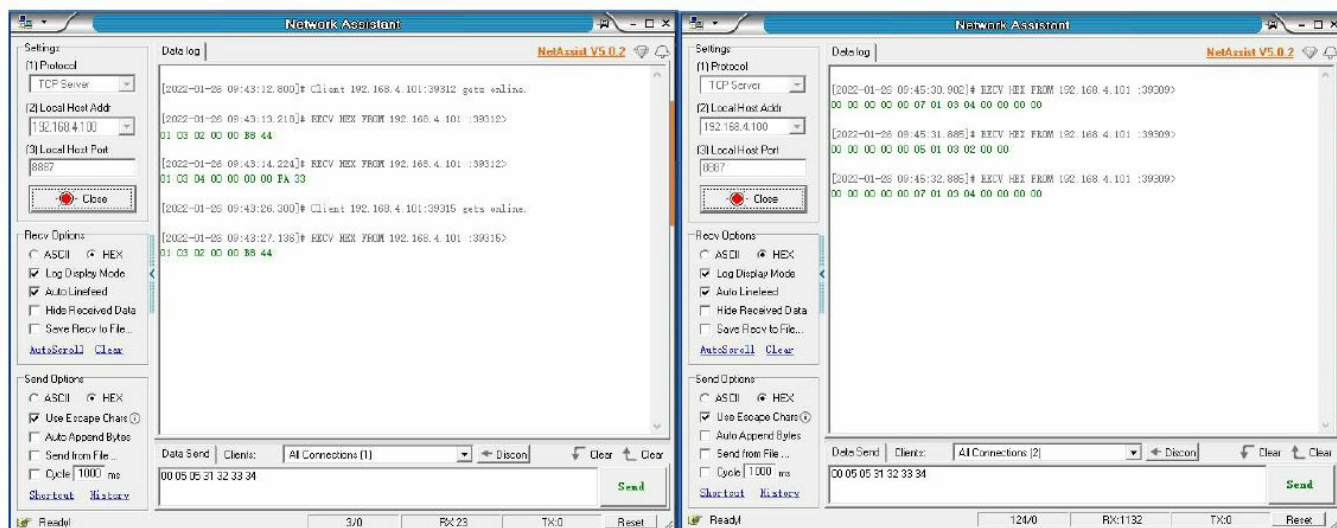 Network Assistant
Settings
(1) Protocol
TCP Server
(2) Local Host Addr
192.168.4.100
(3) Local Host Port
8887
Close
Recv Options
ASCII HEX
Log Display Mode
Auto Linefeed
Hide Received Data
Save Recv to File...
AutoScroll Clear
Send Options
ASCII HEX
Use Escape Chars
Auto Append Bytes
Send from File ...
Cycle 1000 ms
Shortcut History
Data log
NetAssist V5.0.2
[2022-01-26 09:43:12.800]# Client 192.168.4.101:39312 gets online.
[2022-01-26 09:43:13.218]# RECV HEX FROM 192.168.4.101 :39312>
01 03 02 00 00 B8 44
[2022-01-26 09:43:14.224]# RECV HEX FROM 192.168.4.101 :39312>
01 03 04 00 00 00 00 FA 33
[2022-01-26 09:43:26.300]# Client 192.168.4.101:39315 gets online.
[2022-01-26 09:43:27.136]# RECV HEX FROM 192.168.4.101 :39315>
01 03 02 00 00 B8 44
Data Send Clients: All Connections (1) Discon Clear Clear
00 05 05 31 32 33 34
Send
Ready! 3/0 RX:23 TX:0 Reset
Network Assistant
Settings
(1) Protocol
TCP Server
(2) Local Host Addr
192.168.4.100
(3) Local Host Port
8887
Close
Recv Options
ASCII HEX
Log Display Mode
Auto Linefeed
Hide Received Data
Save Recv to File...
AutoScroll Clear
Send Options
ASCII HEX
Use Escape Chars
Auto Append Bytes
Send from File ...
Cycle 1000 ms
Shortcut History
Data log
NetAssist V5.0.2
[2022-01-26 09:45:30.902]# RECV HEX FROM 192.168.4.101 :39309>
00 00 00 00 00 07 01 03 04 00 00 00 00
[2022-01-26 09:45:31.885]# RECV HEX FROM 192.168.4.101 :39309>
00 00 00 00 00 05 01 03 02 00 00
[2022-01-26 09:45:32.885]# RECV HEX FROM 192.168.4.101 :39309>
00 00 00 00 00 07 01 03 04 00 00 00 00
Data Send Clients: All Connections (2) Discon Clear Clear
00 05 05 31 32 33 34
Send
Ready! 124/0 RX:1132 TX:0 Reset